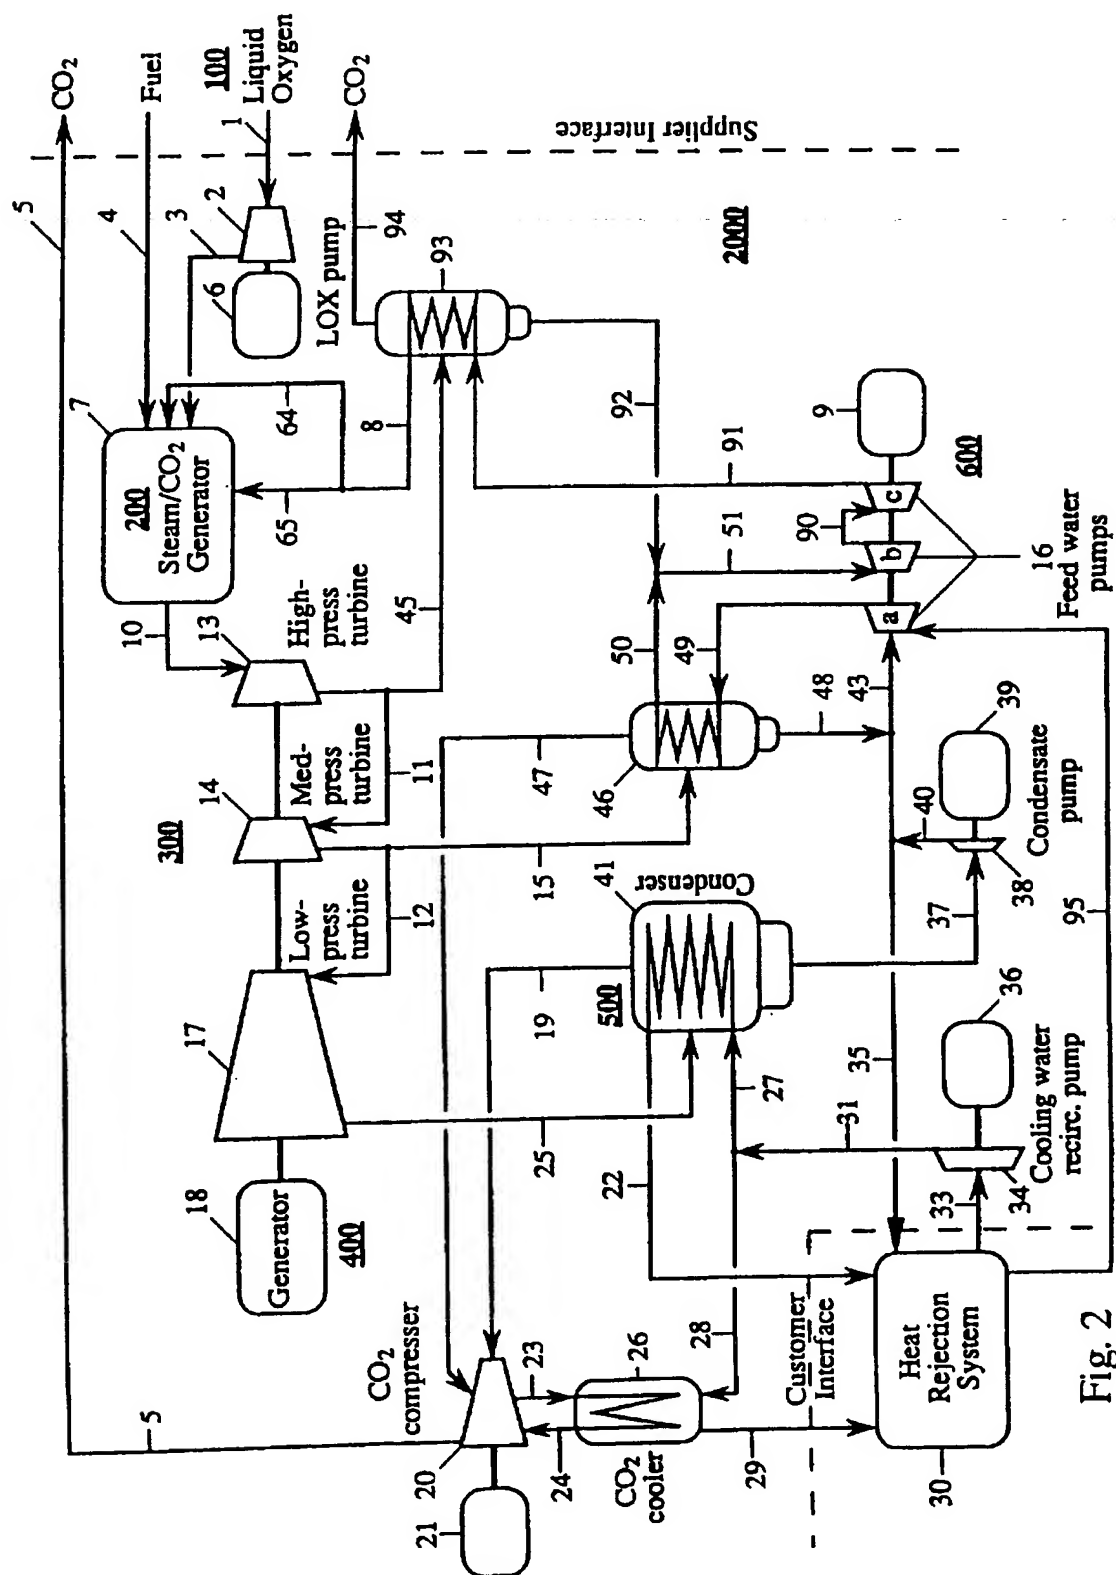 CO2
Fuel
100
Liquid
Oxygen
CO2
Supplier Interface
5
4
3
1
2
6
LOX pump
94
93
2000
7
200
Steam/CO2
Generator
64
65
8
92
91
9
600
10
13
High-
press
turbine
45
50
51
90
c
b
a
16
Feed water
pumps
49
300
14
Med-
press
turbine
11
47
46
48
43
39
40
Condensate
pump
38
37
95
Low-
press
turbine
12
15
41
Condenser
500
17
19
25
22
27
35
31
36
Cooling water
recirc. pump
34
33
18
Generator
400
CO2
compresser
23
26
28
Customer
Interface
Heat
Rejection
System
5
20
24
29
CO2
cooler
21
30
Fig. 2